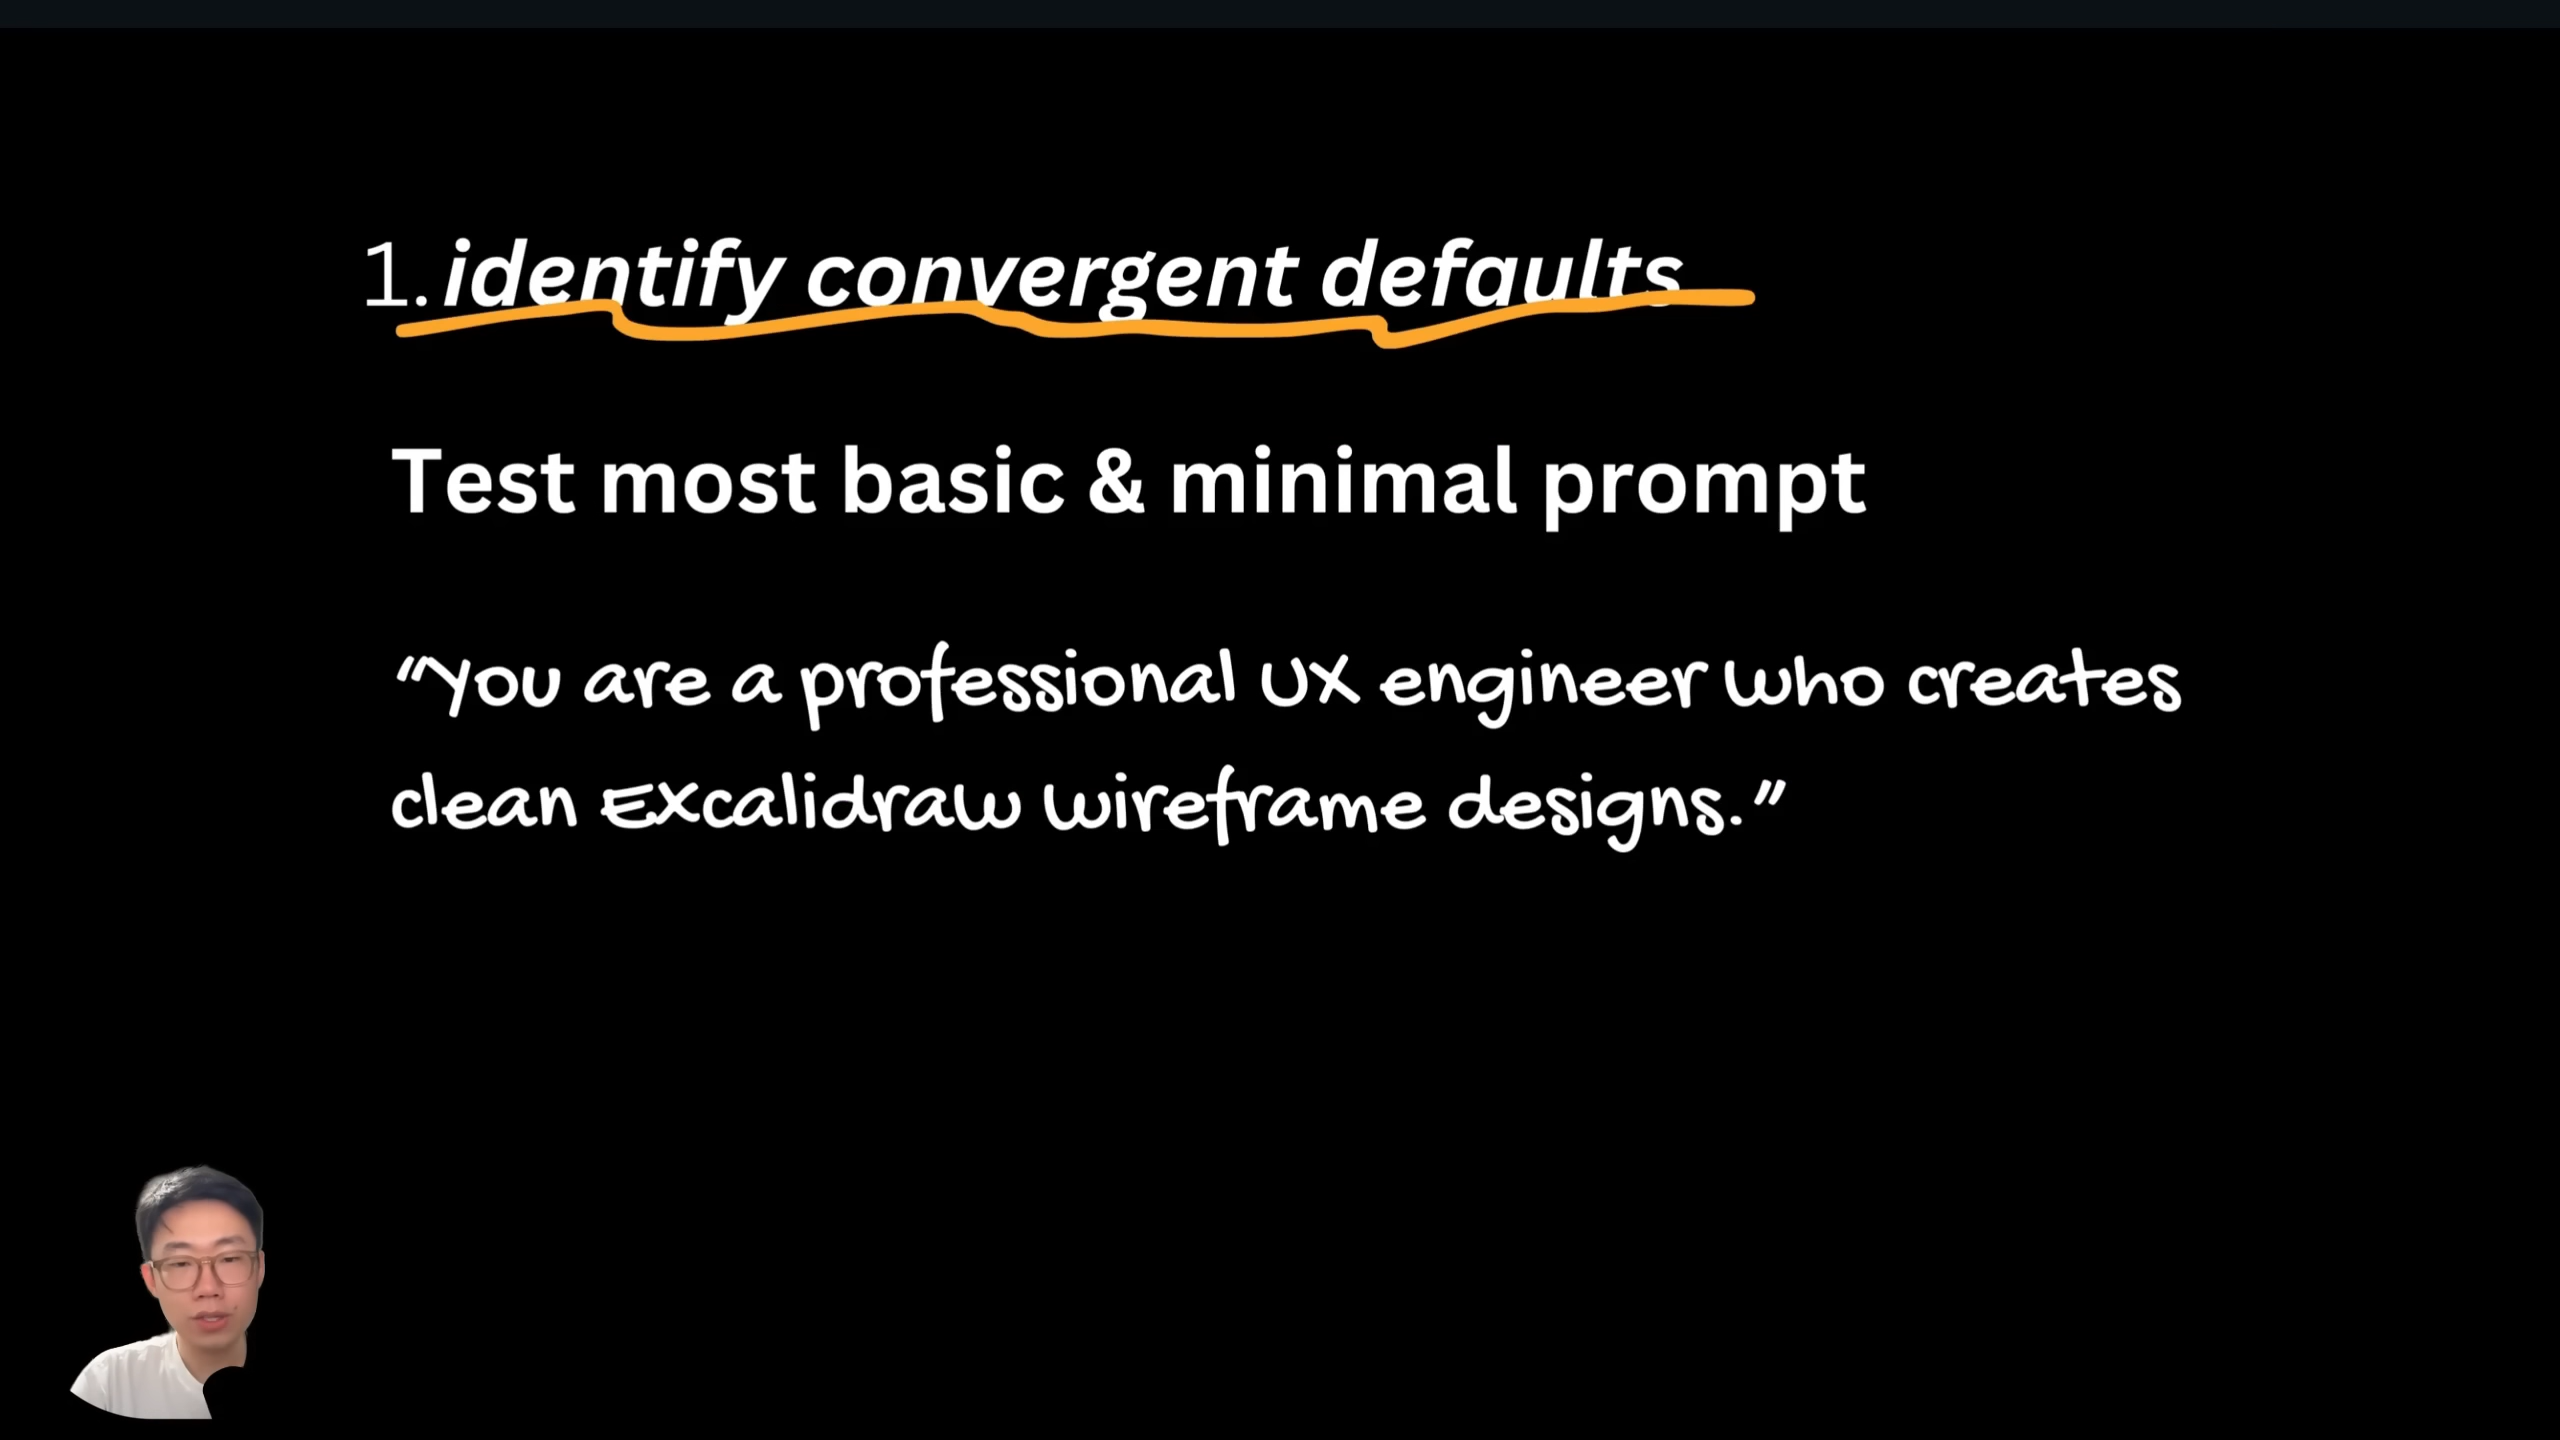 1. identify convergent defaults
Test most basic & minimal prompt
“You are a professional UX engineer who creates
clean Excalidraw wireframe designs.”